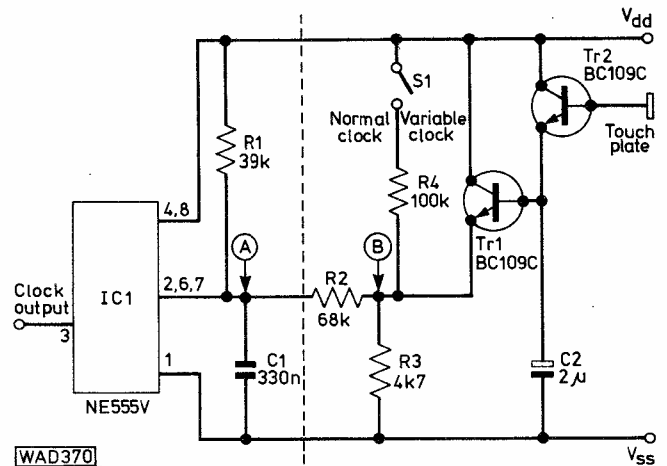 Vdd
Tr2
BC109C
S1
Normal Variable
clock clock
Touch
plate
R1
39k
R4
100k
4,8
A
B
Tr1
BC109C
Clock
output
IC1
2,6,7
R2
68k
3
1
C1
330n
R3
4k7
C2
2µ
NE555V
WAD370
Vss